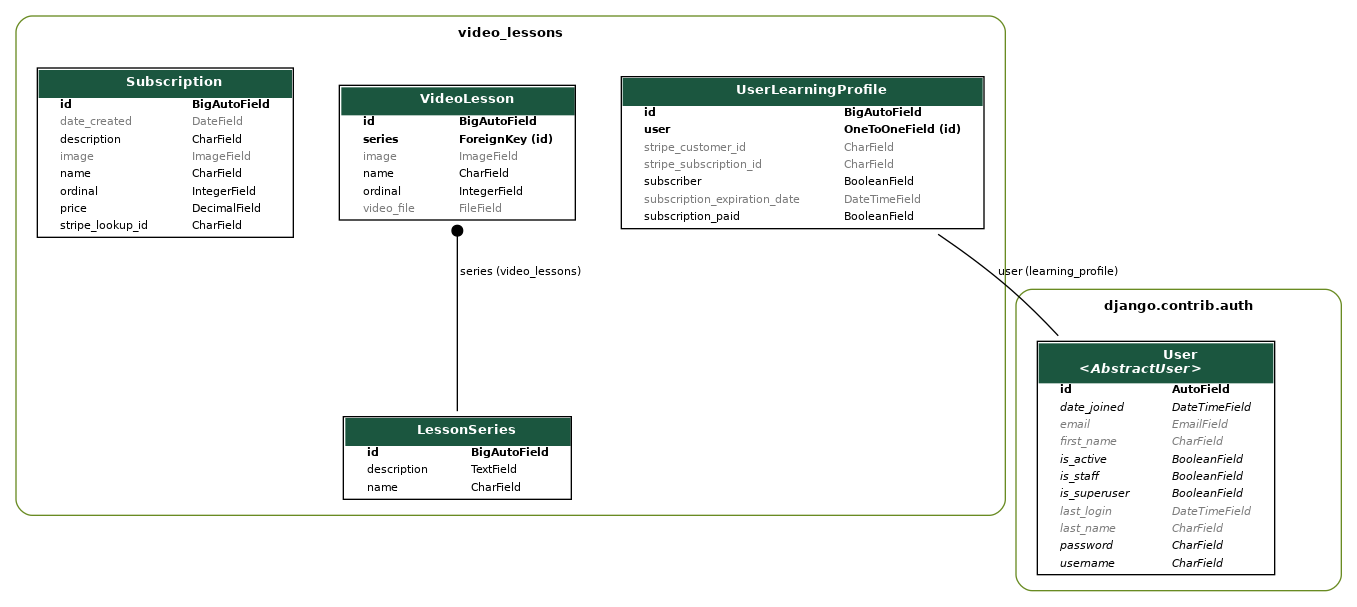 video_lessons
Subscription
id BigAutoField
date_created DateField
description CharField
image ImageField
name CharField
ordinal IntegerField
price DecimalField
stripe_lookup_id CharField
VideoLesson
id BigAutoField
series ForeignKey (id)
image ImageField
name CharField
ordinal IntegerField
video_file FileField
UserLearningProfile
id BigAutoField
user OneToOneField (id)
stripe_customer_id CharField
stripe_subscription_id CharField
subscriber BooleanField
subscription_expiration_date DateTimeField
subscription_paid BooleanField
series (video_lessons)
user (learning_profile)
LessonSeries
id BigAutoField
description TextField
name CharField
django.contrib.auth
User
<AbstractUser>
id AutoField
date_joined DateTimeField
email EmailField
first_name CharField
is_active BooleanField
is_staff BooleanField
is_superuser BooleanField
last_login DateTimeField
last_name CharField
password CharField
username CharField